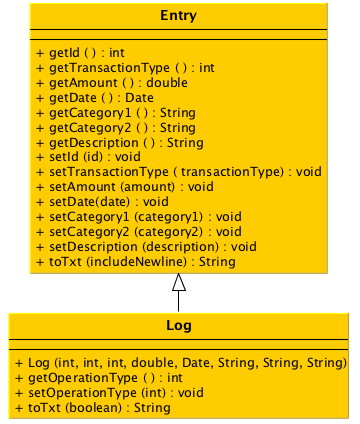 Entry
+ getId ( ) : int
+ getTransactionType ( ) : int
+ getAmount ( ) : double
+ getDate ( ) : Date
+ getCategory1 ( ) : String
+ getCategory2 ( ) : String
+ getDescription ( ) : String
+ setId (id) : void
+ setTransactionType ( transactionType) : void
+ setAmount (amount) : void
+ setDate(date) : void
+ setCategory1 (category1) : void
+ setCategory2 (category2) : void
+ setDescription (description) : void
+ toTxt (includeNewline) : String
Log
+ Log (int, int, int, double, Date, String, String, String)
+ getOperationType ( ) : int
+ setOperationType (int) : void
+ toTxt (boolean) : String